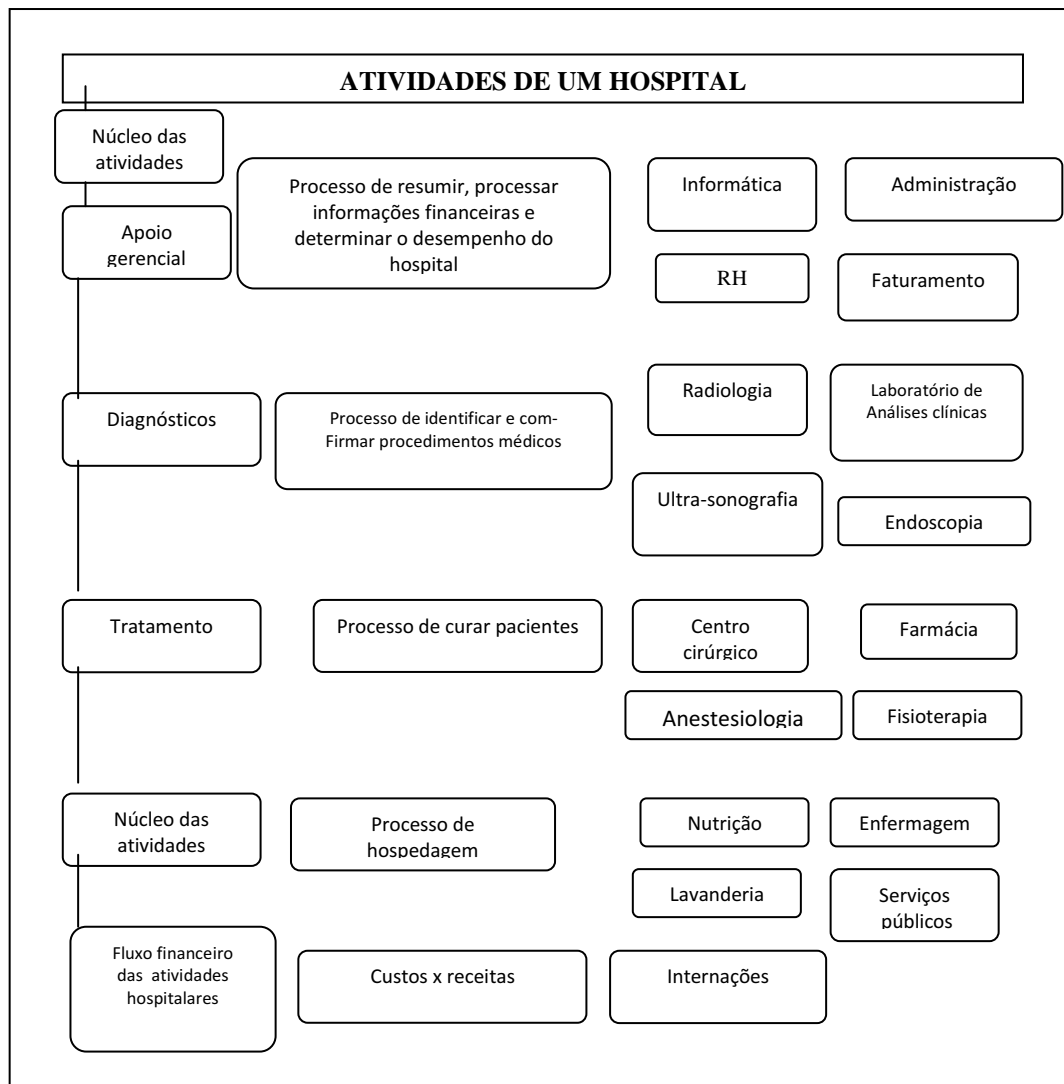 ATIVIDADES DE UM HOSPITAL
Núcleo das
atividades
Apoio
gerencial
Processo de resumir, processar
informações financeiras e
determinar o desempenho do
hospital
Informática
Administração
RH
Faturamento
Diagnósticos
Processo de identificar e com-
Firmar procedimentos médicos
Radiologia
Laboratório de
Análises clínicas
Ultra-sonografia
Endoscopia
Tratamento
Processo de curar pacientes
Centro
cirúrgico
Farmácia
Anestesiologia
Fisioterapia
Núcleo das
atividades
Processo de
hospedagem
Nutrição
Enfermagem
Lavanderia
Serviços
públicos
Fluxo financeiro
das atividades
hospitalares
Custos x receitas
Internações